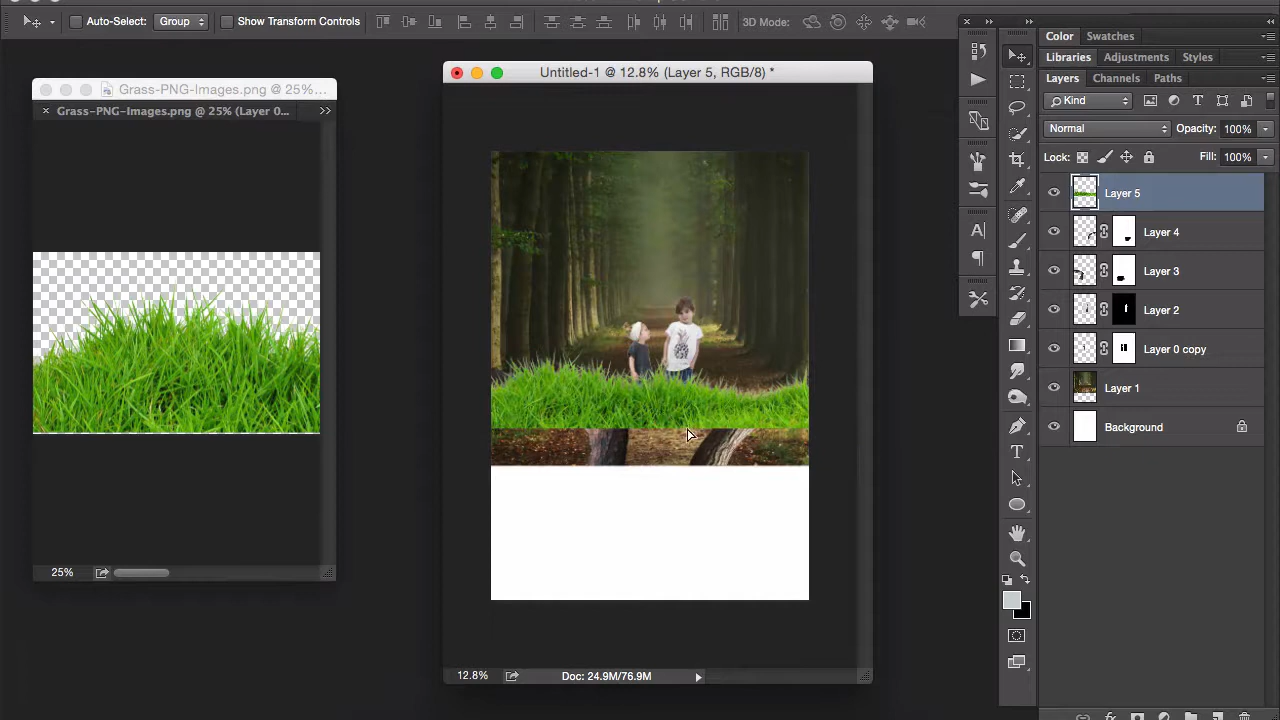 Auto-Select:
Group
Show Transform Controls
3D Mode:
Color
Swatches
Libraries
Adjustments
Styles
Layers
Channels
Paths
Kind
Normal
Opacity:
100%
Lock:
Fill:
100%
Grass-PNG-Images.png @ 25%...
Grass-PNG-Images.png @ 25% (Layer 0...
Untitled-1 @ 12.8% (Layer 5, RGB/8) *
Layer 5
Layer 4
Layer 3
Layer 2
Layer 0 copy
Layer 1
Background
25%
12.8%
Doc: 24.9M/76.9M